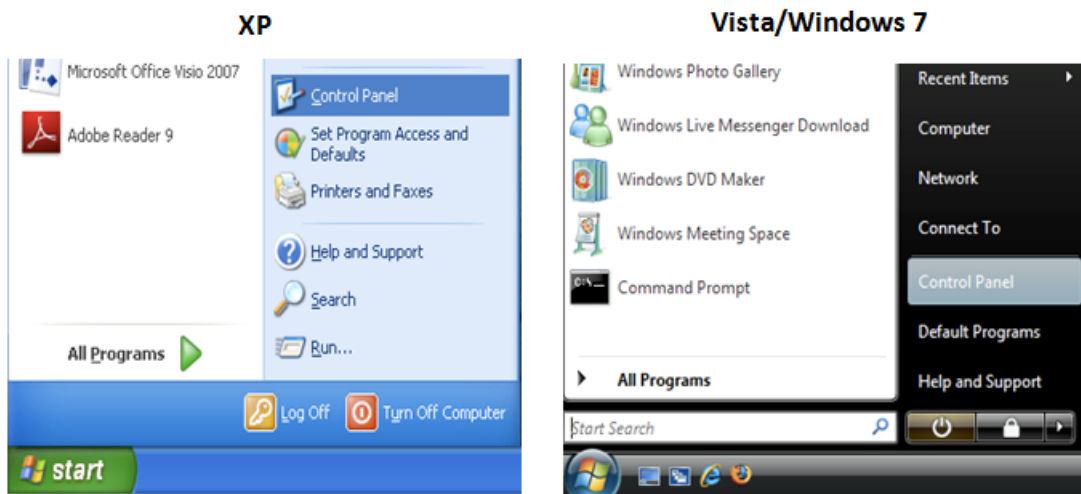 XP
Microsoft Office Visio 2007
Adobe Reader 9
All Programs
Control Panel
Set Program Access and
Defaults
Printers and Faxes
Help and Support
Search
Run...
Log Off
Turn Off Computer
start
Vista/Windows 7
Windows Photo Gallery
Windows Live Messenger Download
Windows DVD Maker
Windows Meeting Space
Command Prompt
All Programs
Start Search
Recent Items
Computer
Network
Connect To
Control Panel
Default Programs
Help and Support